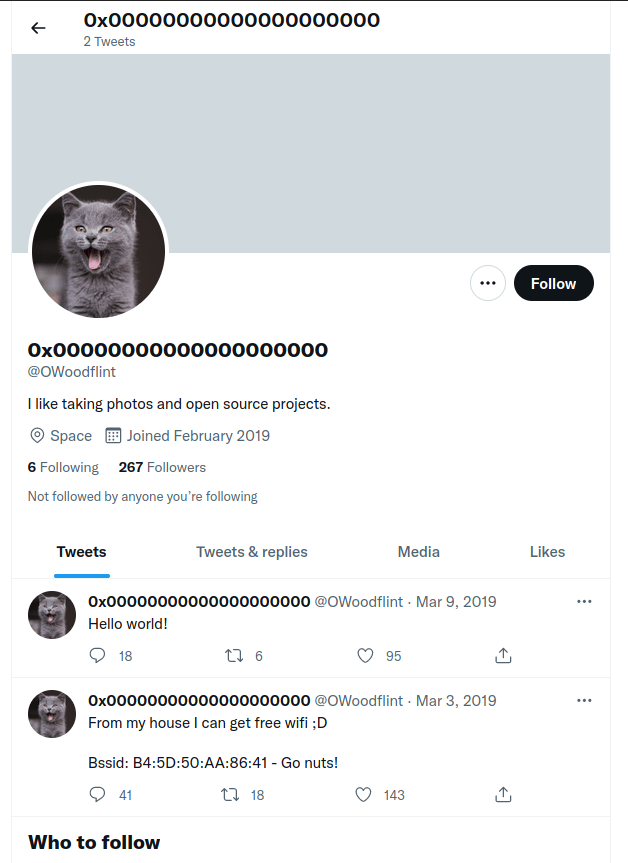 0x00000000000000000000
2 Tweets
Follow
0x00000000000000000000
@OWoodflint
I like taking photos and open source projects.
Space Joined February 2019
6 Following 267 Followers
Not followed by anyone you're following
Tweets Tweets & replies Media Likes
0x00000000000000000000 @OWoodflint · Mar 9, 2019
Hello world!
18 6 95
0x00000000000000000000 @OWoodflint · Mar 3, 2019
From my house I can get free wifi ;D
Bssid: B4:5D:50:AA:86:41 - Go nuts!
41 18 143
Who to follow